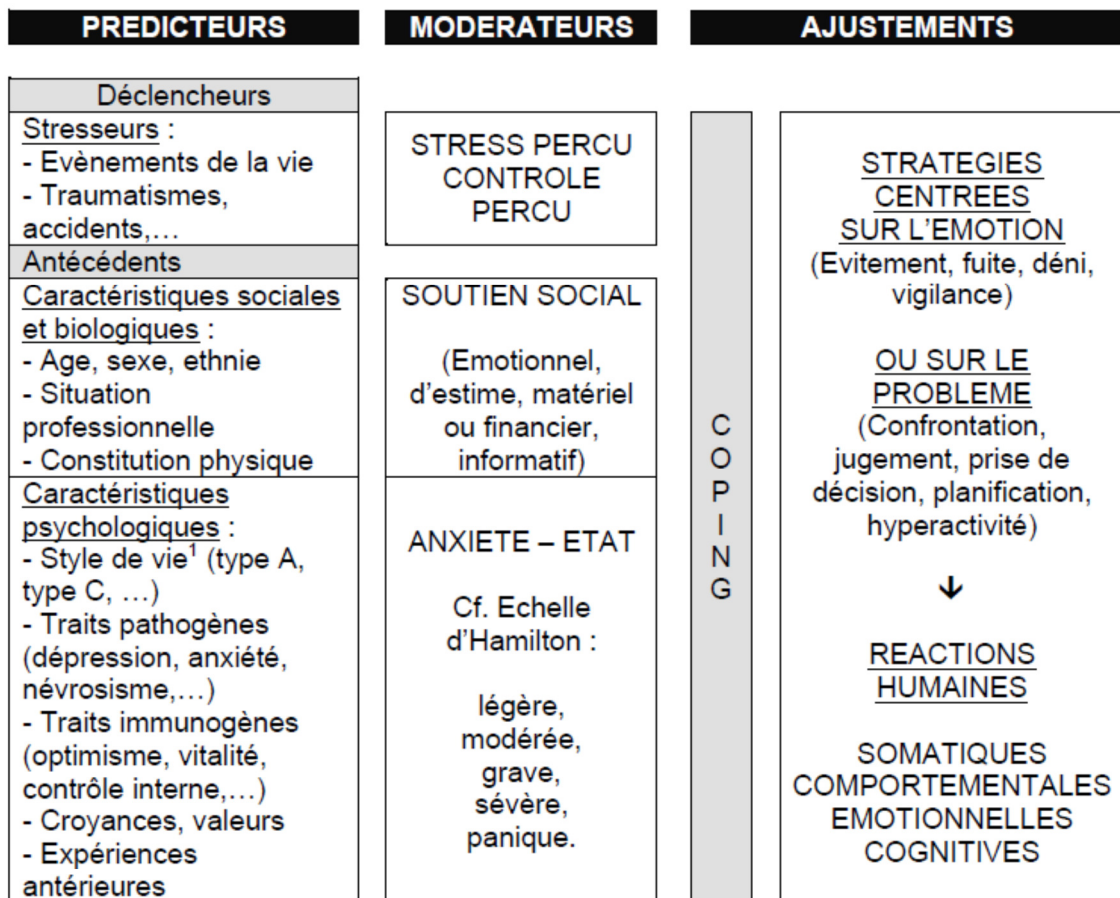 PREDICTEURS
Déclencheurs
Stresseurs :
- Evènements de la vie
- Traumatismes,
accidents,…
Antécédents
Caractéristiques sociales
et biologiques :
- Age, sexe, ethnie
- Situation
professionnelle
- Constitution physique
Caractéristiques
psychologiques :
- Style de vie¹ (type A,
type C, …)
- Traits pathogènes
(dépression, anxiété,
névrosisme,…)
- Traits immunogènes
(optimisme, vitalité,
contrôle interne,…)
- Croyances, valeurs
- Expériences
antérieures
MODERATEURS
STRESS PERCU
CONTROLE
PERCU
SOUTIEN SOCIAL
(Emotionnel,
d'estime, matériel
ou financier,
informatif)
ANXIETE – ETAT
Cf. Echelle
d'Hamilton :
légère,
modérée,
grave,
sévère,
panique.
AJUSTEMENTS
C
O
P
I
N
G
STRATEGIES
CENTREES
SUR L'EMOTION
(Evitement, fuite, déni,
vigilance)
OU SUR LE
PROBLEME
(Confrontation,
jugement, prise de
décision, planification,
hyperactivité)
↓
REACTIONS
HUMAINES
SOMATIQUES
COMPORTEMENTALES
EMOTIONNELLES
COGNITIVES